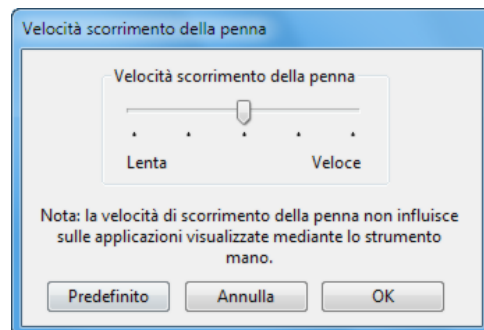 Velocità scorrimento della penna
Velocità scorrimento della penna
Lenta Veloce
Nota: la velocità di scorrimento della penna non influisce
sulle applicazioni visualizzate mediante lo strumento
mano.
Predefinito Annulla OK